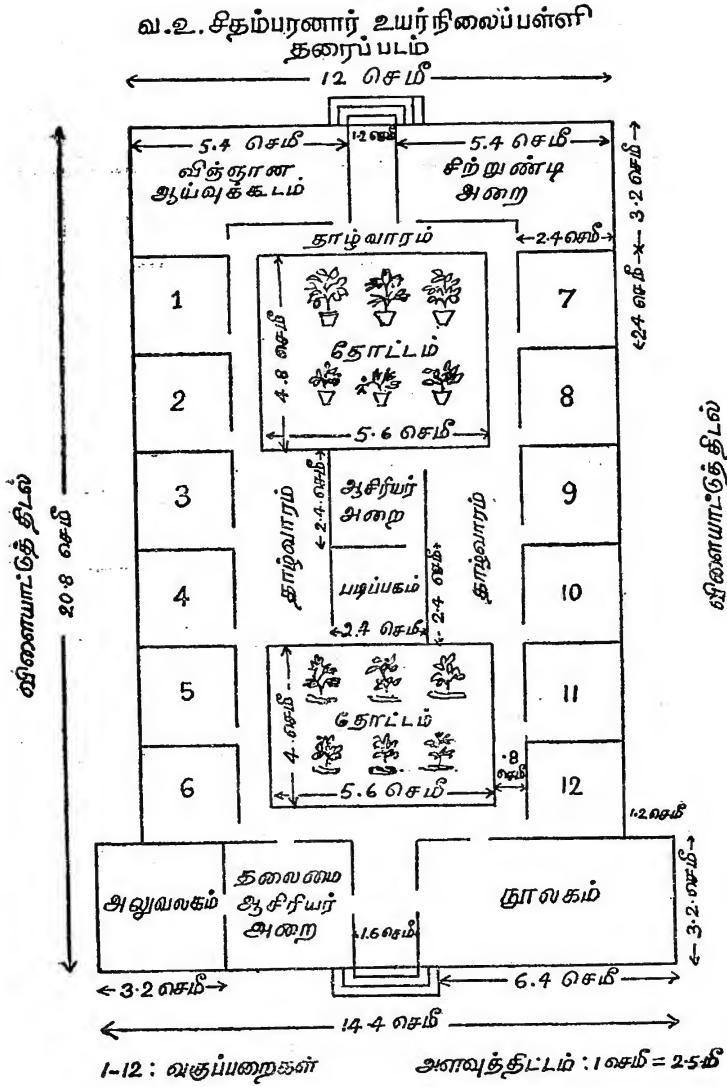 வ.உ.சிதம்பரனார் உயர்நிலைப்பள்ளி
தரைப்படம்
12 செமீ
5.4 செமீ
1.2 செமீ
5.4 செமீ
விஞ்ஞான
ஆய்வுக்கூடம்
சிற்றுண்டி
அறை
3.2 செமீ
தாழ்வாரம்
2.4 செமீ
2.4 செமீ
1
7
4.8 செமீ
தோட்டம்
2
8
5.6 செமீ
விளையாட்டுத் திடல்
20.8 செமீ
3
தாழ்வாரம்
2.4 செமீ
ஆசிரியர்
அறை
தாழ்வாரம்
9
விளையாட்டுத் திடல்
4
படிப்பகம்
2.4 செமீ
10
2.4 செமீ
5
4 செமீ
தோட்டம்
11
.8
செமீ
6
5.6 செமீ
12
1.2 செமீ
அலுவலகம்
தலைமை
ஆசிரியர்
அறை
1.6 செமீ
நூலகம்
3.2 செமீ
3.2 செமீ
6.4 செமீ
14.4 செமீ
1-12 : வகுப்பறைகள்
அளவுத்திட்டம் : 1 செமீ = 2.5 மீ